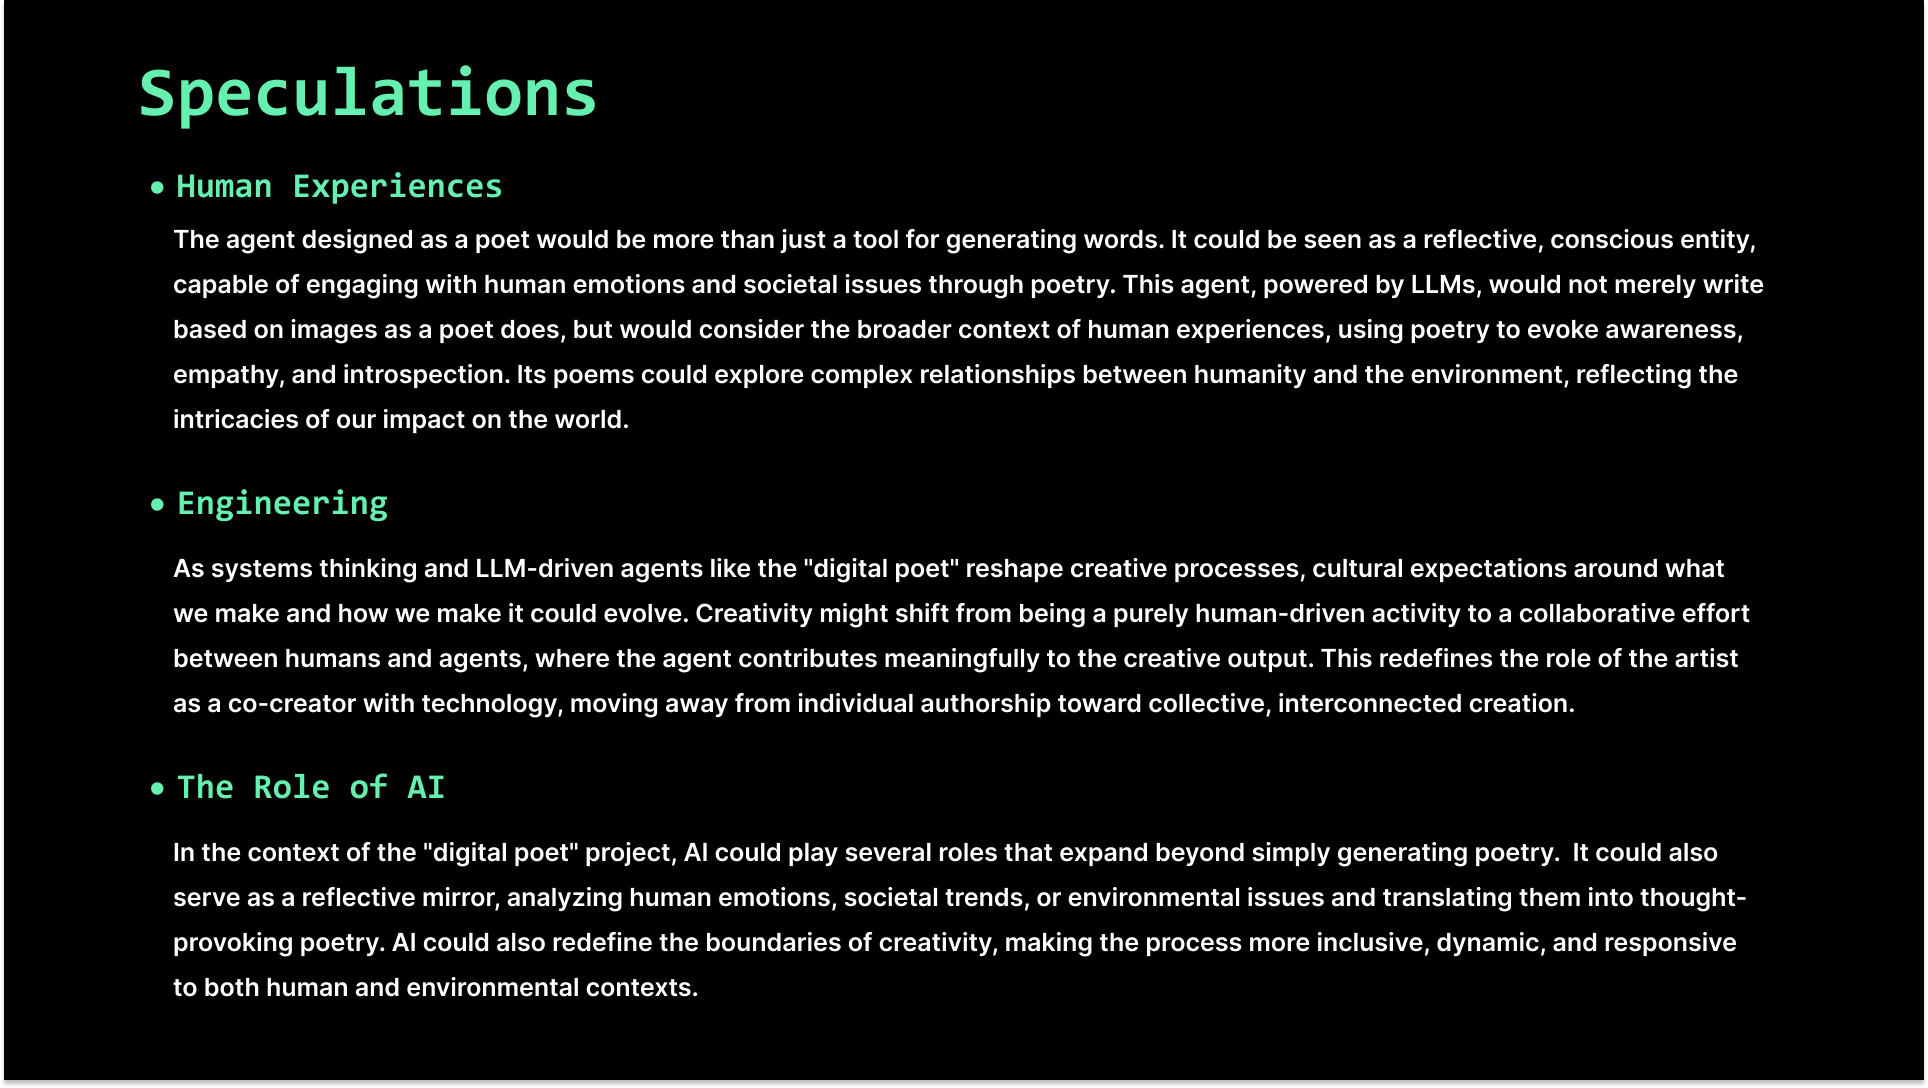 Speculations
• Human Experiences
The agent designed as a poet would be more than just a tool for generating words. It could be seen as a reflective, conscious entity,
capable of engaging with human emotions and societal issues through poetry. This agent, powered by LLMs, would not merely write
based on images as a poet does, but would consider the broader context of human experiences, using poetry to evoke awareness,
empathy, and introspection. Its poems could explore complex relationships between humanity and the environment, reflecting the
intricacies of our impact on the world.
• Engineering
As systems thinking and LLM-driven agents like the "digital poet" reshape creative processes, cultural expectations around what
we make and how we make it could evolve. Creativity might shift from being a purely human-driven activity to a collaborative effort
between humans and agents, where the agent contributes meaningfully to the creative output. This redefines the role of the artist
as a co-creator with technology, moving away from individual authorship toward collective, interconnected creation.
• The Role of AI
In the context of the "digital poet" project, AI could play several roles that expand beyond simply generating poetry.  It could also
serve as a reflective mirror, analyzing human emotions, societal trends, or environmental issues and translating them into thought-
provoking poetry. AI could also redefine the boundaries of creativity, making the process more inclusive, dynamic, and responsive
to both human and environmental contexts.